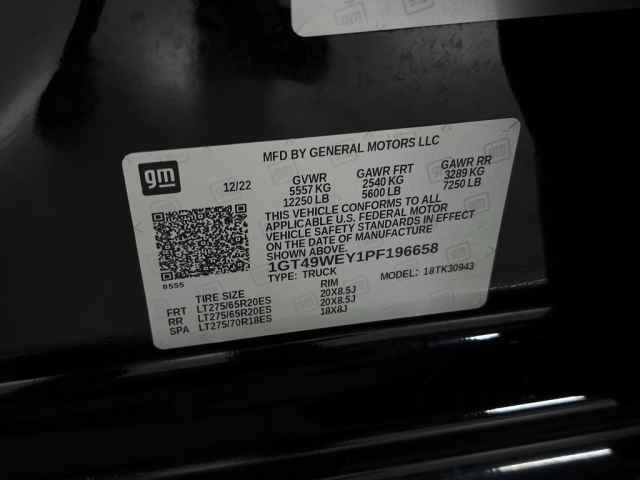 MFD BY GENERAL MOTORS LLC
gm
12/22 GVWR GAWR FRT GAWR RR
5557 KG 2540 KG 3289 KG
12250 LB 5600 LB 7250 LB
THIS VEHICLE CONFORMS TO ALL
APPLICABLE U.S. FEDERAL MOTOR
VEHICLE SAFETY STANDARDS IN EFFECT
ON THE DATE OF MANUFACTURE
SHOWN ABOVE.
1GT49WEY1PF196658
TYPE: TRUCK MODEL: 18TK30943
8555
TIRE SIZE RIM
FRT LT275/65R20ES 20X8.5J
RR LT275/65R20ES 20X8.5J
SPA LT275/70R18ES 18X8J